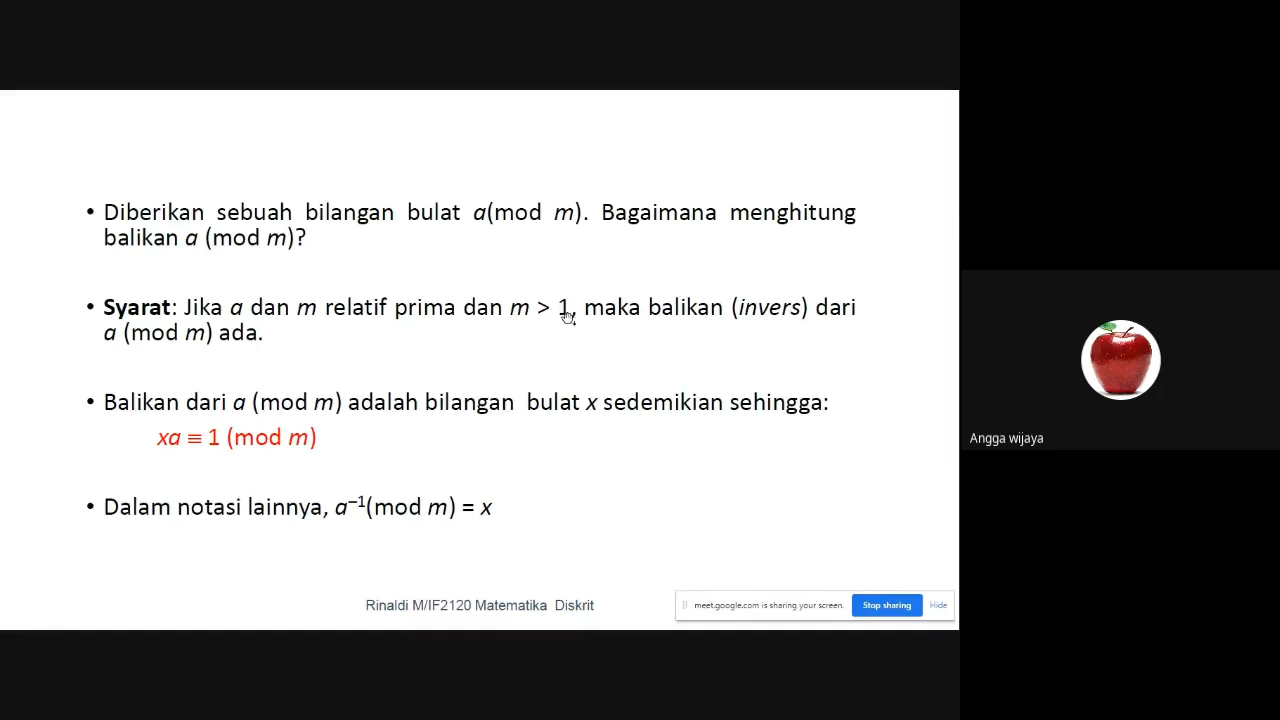 • Diberikan sebuah bilangan bulat a(mod m). Bagaimana menghitung
balikan a (mod m)?
• Syarat: Jika a dan m relatif prima dan m > 1, maka balikan (invers) dari
a (mod m) ada.
• Balikan dari a (mod m) adalah bilangan bulat x sedemikian sehingga:
xa ≡ 1 (mod m)
• Dalam notasi lainnya, a⁻¹(mod m) = x
Rinaldi M/IF2120 Matematika Diskrit
meet.google.com is sharing your screen. Stop sharing Hide
Angga wijaya